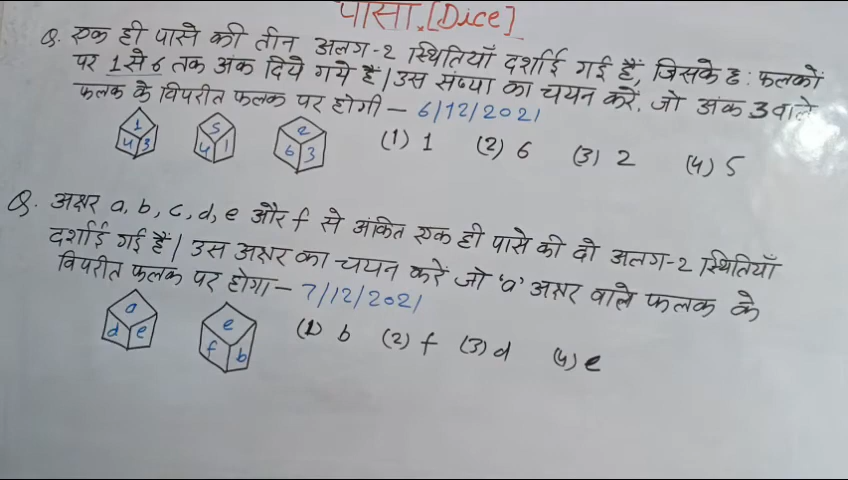 पासा [Dice]
Q. एक ही पासे की तीन अलग-2 स्थितियाँ दर्शाई गई हैं, जिसके छः फलकों
पर 1 से 6 तक अंक दिये गये हैं। उस संख्या का चयन करें. जो अंक 3 वाले
फलक के विपरीत फलक पर होगी – 6/12/2021
1 4 3 5 4 1 2 6 3 (1) 1 (2) 6 (3) 2 (4) 5
Q. अक्षर a, b, c, d, e और f से अंकित एक ही पासे की दो अलग-2 स्थितियाँ
दर्शाई गई हैं। उस अक्षर का चयन करें जो 'a' अक्षर वाले फलक के
विपरीत फलक पर होगा – 7/12/2021
a d e e f b (1) b (2) f (3) d (4) e